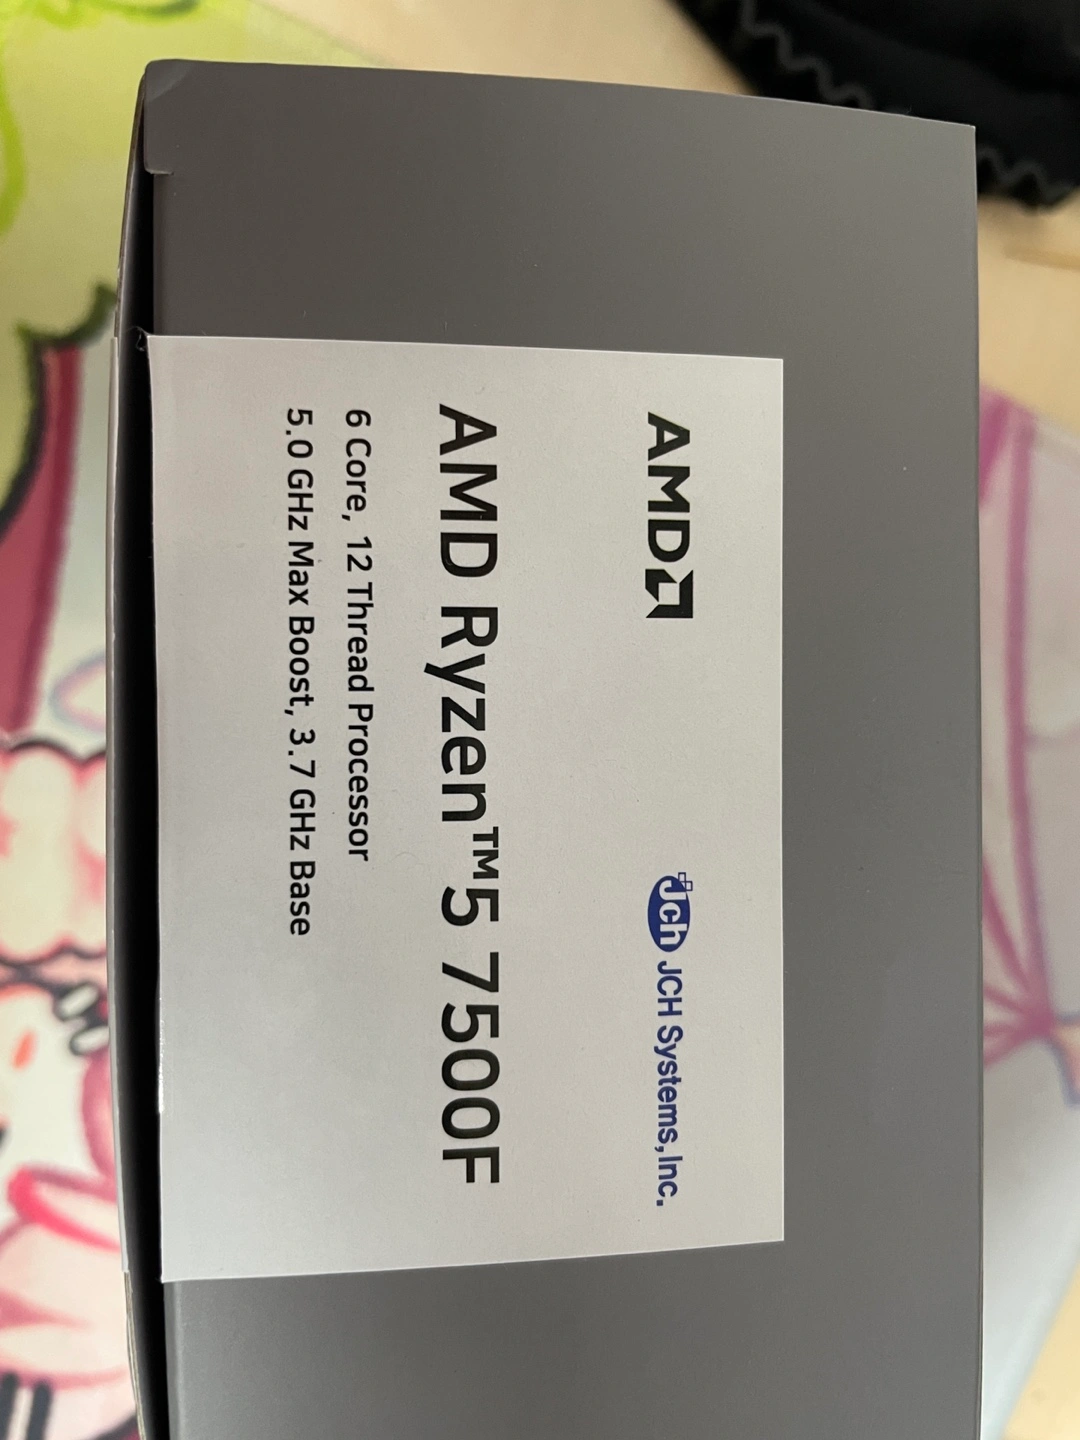 AMD
Jch JCH Systems,Inc.
AMD Ryzen™5 7500F
6 Core, 12 Thread Processor
5.0 GHz Max Boost, 3.7 GHz Base